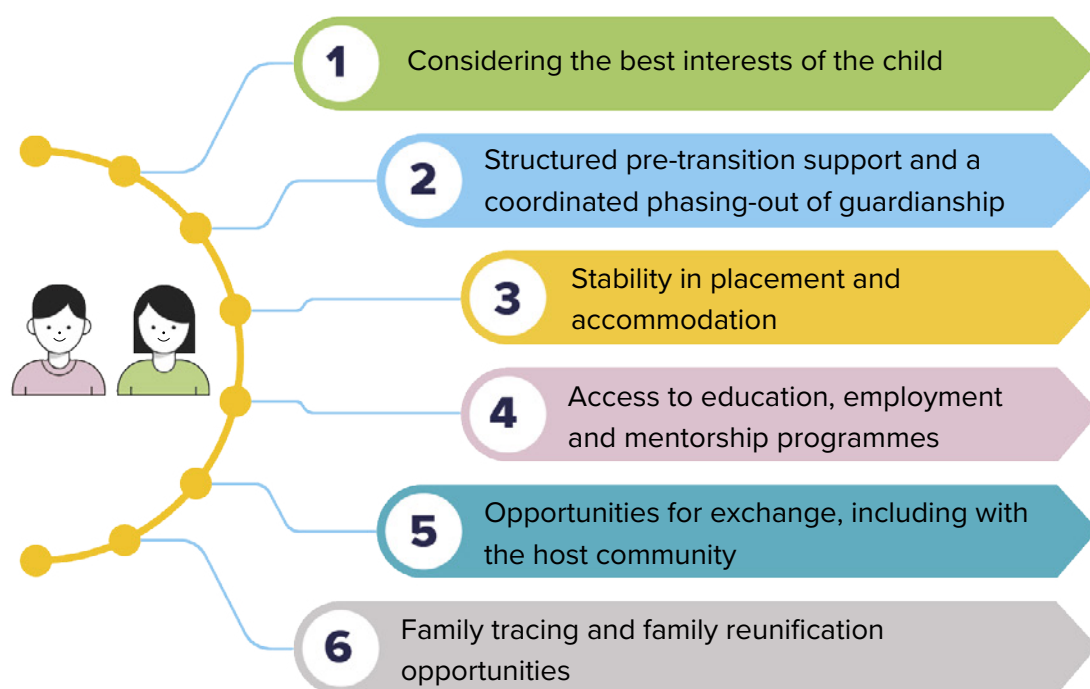 1
Considering the best interests of the child
2
Structured pre-transition support and a
coordinated phasing-out of guardianship
3
Stability in placement and
accommodation
4
Access to education, employment
and mentorship programmes
5
Opportunities for exchange, including with
the host community
6
Family tracing and family reunification
opportunities